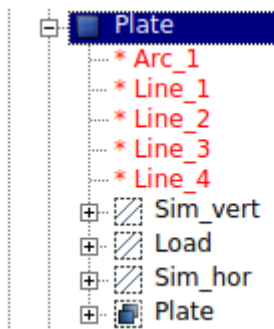 Plate
* Arc_1
* Line_1
* Line_2
* Line_3
* Line_4
Sim_vert
Load
Sim_hor
Plate